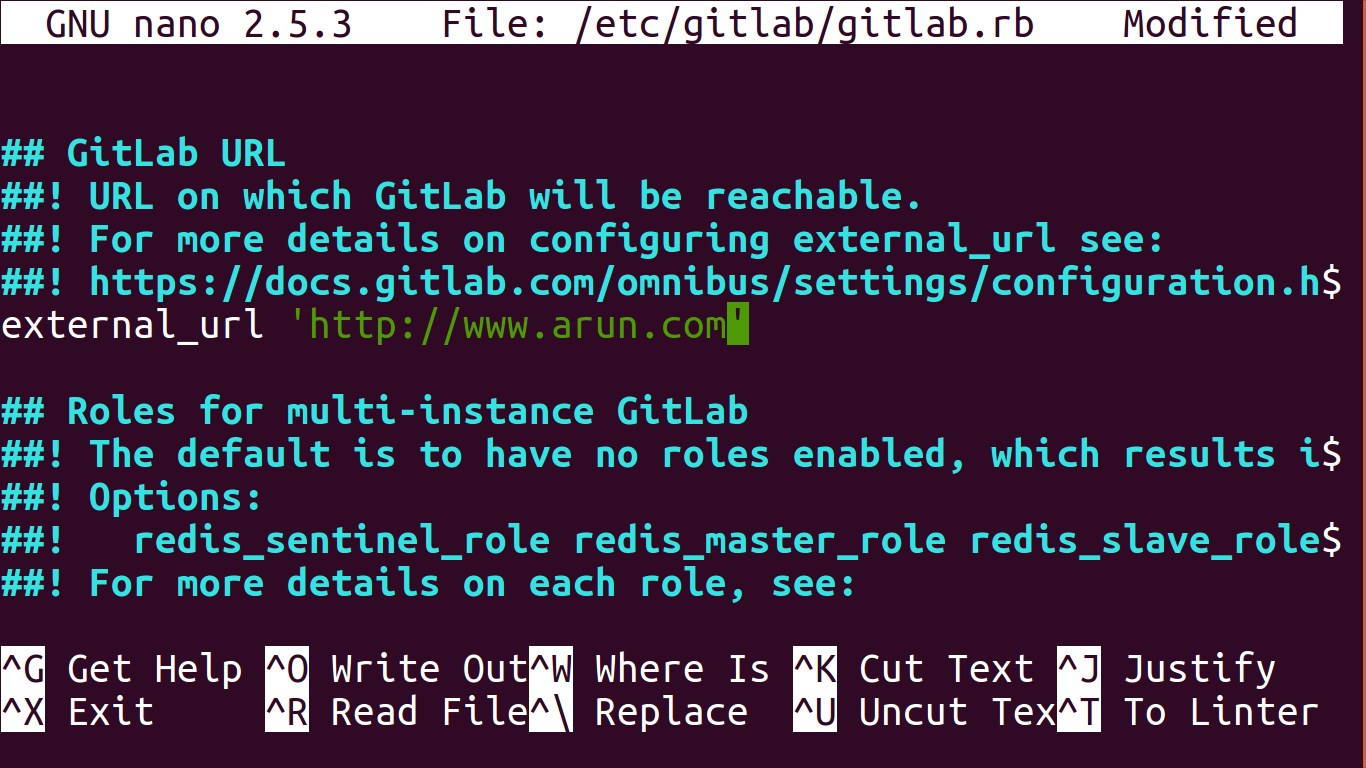 GNU nano 2.5.3    File: /etc/gitlab/gitlab.rb    Modified
## GitLab URL
##! URL on which GitLab will be reachable.
##! For more details on configuring external_url see:
##! https://docs.gitlab.com/omnibus/settings/configuration.h$
external_url 'http://www.arun.com'
## Roles for multi-instance GitLab
##! The default is to have no roles enabled, which results i$
##! Options:
##!   redis_sentinel_role redis_master_role redis_slave_role$
##! For more details on each role, see:
^G Get Help ^O Write Out ^W Where Is ^K Cut Text ^J Justify
^X Exit ^R Read File ^\ Replace ^U Uncut Tex ^T To Linter